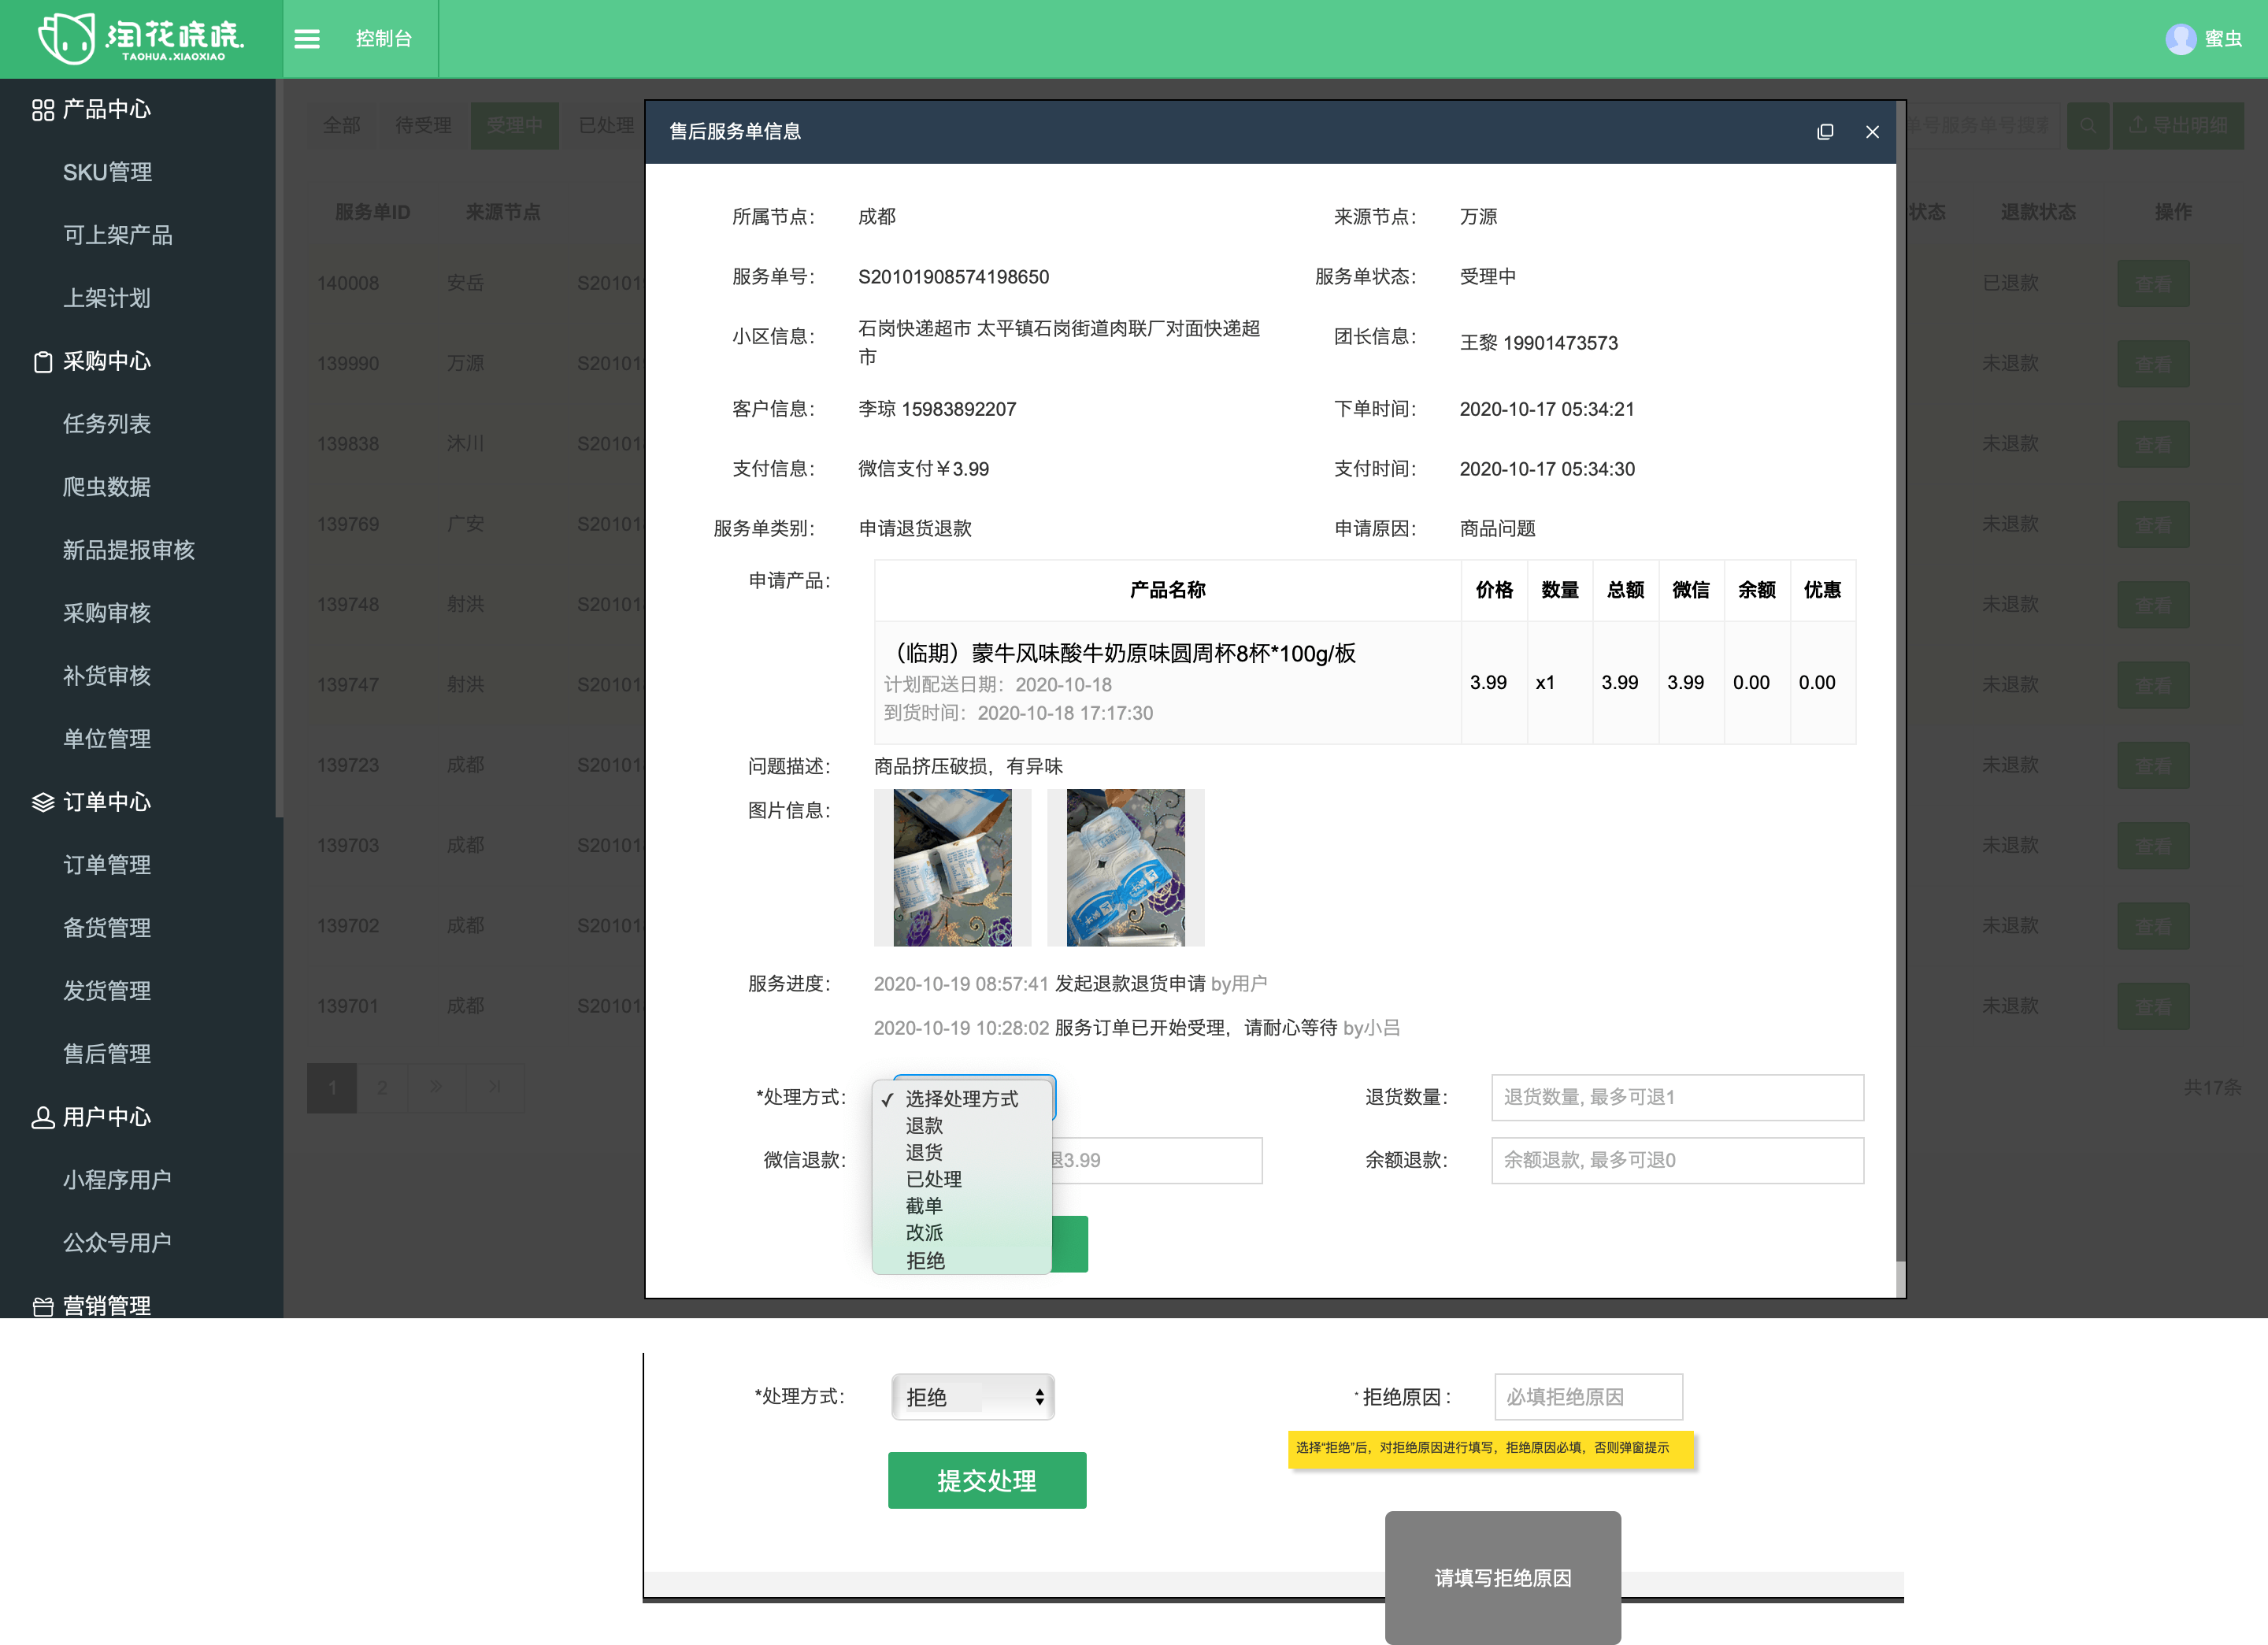 淘花晓晓.
TAOHUA.XIAOXIAO
控制台
蜜虫
产品中心
SKU管理
可上架产品
上架计划
采购中心
任务列表
爬虫数据
新品提报审核
采购审核
补货审核
单位管理
订单中心
订单管理
备货管理
发货管理
售后管理
用户中心
小程序用户
公众号用户
营销管理
全部 待受理 受理中 已处理
单号服务单号搜索 导出明细
服务单ID 来源节点 状态 退款状态 操作
140008 安岳 S20101 已退款 查看
139990 万源 S20101 未退款 查看
139838 沐川 S20101 未退款 查看
139769 广安 S20101 未退款 查看
139748 射洪 S20101 未退款 查看
139747 射洪 S20101 未退款 查看
139723 成都 S20101 未退款 查看
139703 成都 S20101 未退款 查看
139702 成都 S20101 未退款 查看
139701 成都 S20101 未退款 查看
1 2 共17条
售后服务单信息
所属节点： 成都 来源节点： 万源
服务单号： S20101908574198650 服务单状态： 受理中
小区信息： 石岗快递超市 太平镇石岗街道肉联厂对面快递超
市
团长信息： 王黎 19901473573
客户信息： 李琼 15983892207 下单时间： 2020-10-17 05:34:21
支付信息： 微信支付￥3.99 支付时间： 2020-10-17 05:34:30
服务单类别： 申请退货退款 申请原因： 商品问题
申请产品：
产品名称 价格 数量 总额 微信 余额 优惠
（临期）蒙牛风味酸牛奶原味圆周杯8杯*100g/板
计划配送日期：2020-10-18
到货时间：2020-10-18 17:17:30
3.99 x1 3.99 3.99 0.00 0.00
问题描述： 商品挤压破损，有异味
图片信息：
服务进度： 2020-10-19 08:57:41 发起退款退货申请 by用户
2020-10-19 10:28:02 服务订单已开始受理，请耐心等待 by小吕
*处理方式： 退货数量： 退货数量, 最多可退1
✓ 选择处理方式
退款
退货
已处理
截单
改派
拒绝
微信退款： 退3.99 余额退款： 余额退款, 最多可退0
*处理方式： 拒绝 *拒绝原因： 必填拒绝原因
选择“拒绝”后，对拒绝原因进行填写，拒绝原因必填，否则弹窗提示
提交处理
请填写拒绝原因